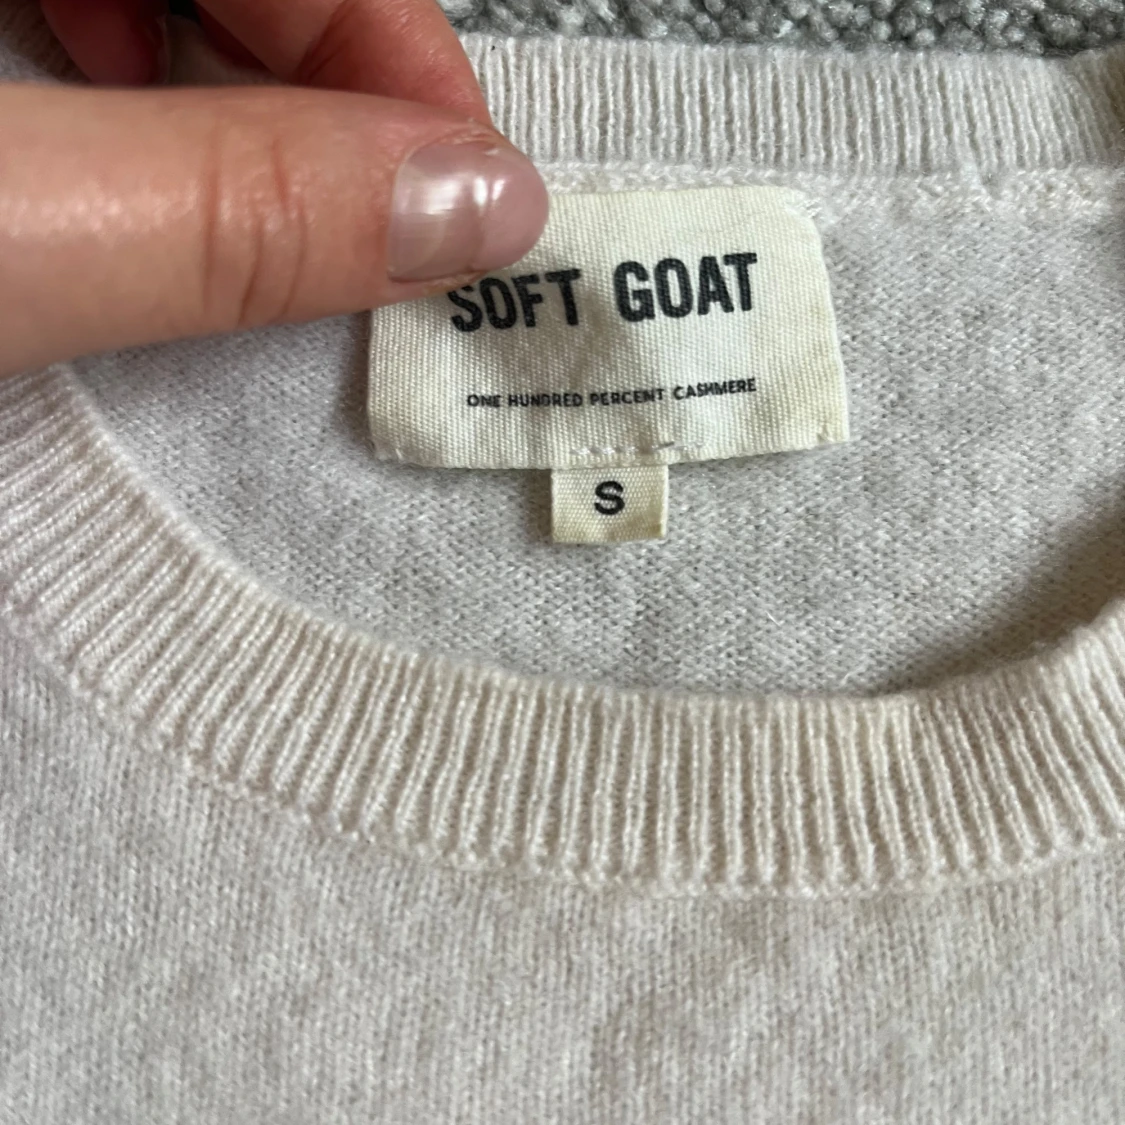 SOFT GOAT
ONE HUNDRED PERCENT CASHMERE
S